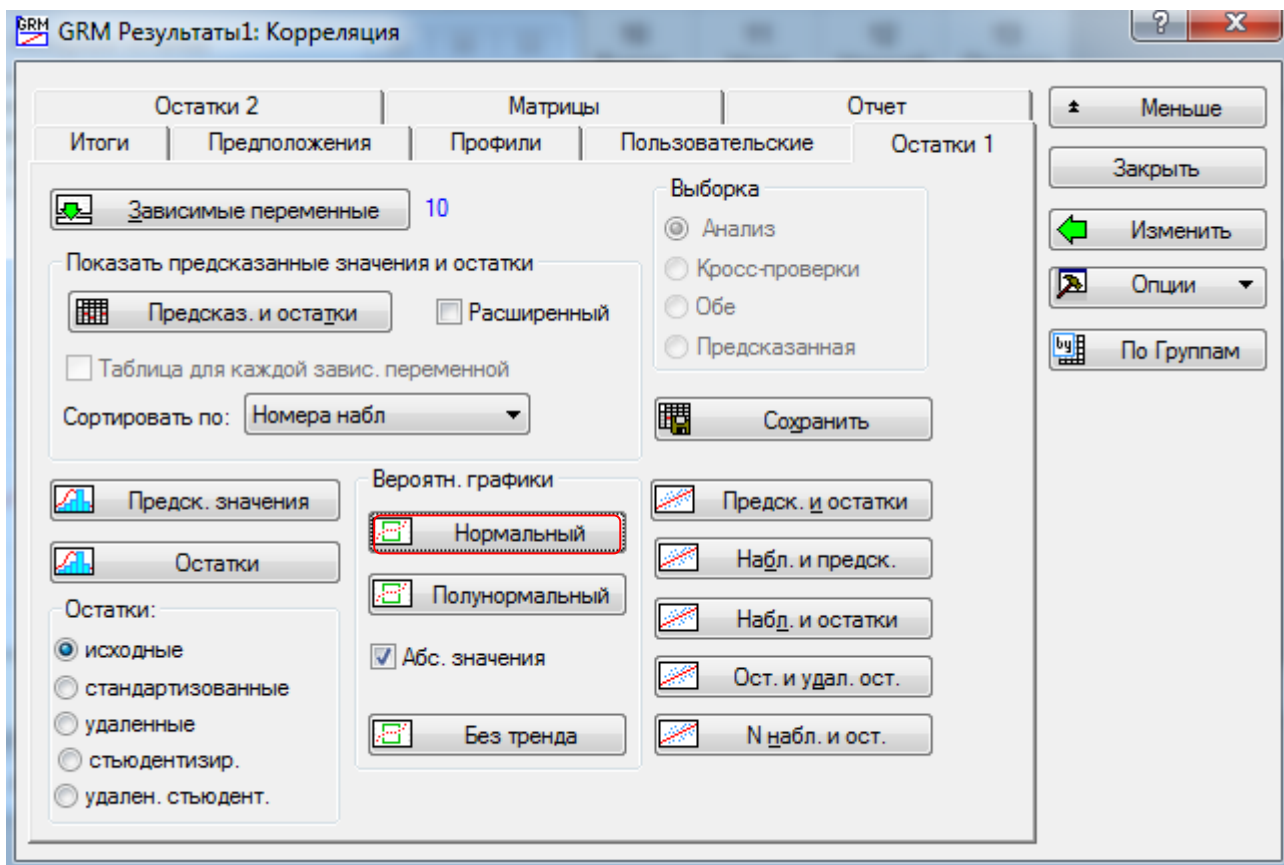 GRM GRM Результаты1: Корреляция
?
X
Остатки 2
Матрицы
Отчет
Итоги
Предположения
Профили
Пользовательские
Остатки 1
Меньше
Закрыть
Изменить
Опции
by По Группам
Зависимые переменные 10
Показать предсказанные значения и остатки
Предсказ. и остатки
Расширенный
Таблица для каждой завис. переменной
Сортировать по: Номера набл
Выборка
Анализ
Кросс-проверки
Обе
Предсказанная
Сохранить
Предск. значения
Остатки
Остатки:
исходные
стандартизованные
удаленные
стьюдентизир.
удален. стьюдент.
Вероятн. графики
Нормальный
Полунормальный
Абс. значения
Без тренда
Предск. и остатки
Набл. и предск.
Набл. и остатки
Ост. и удал. ост.
N набл. и ост.